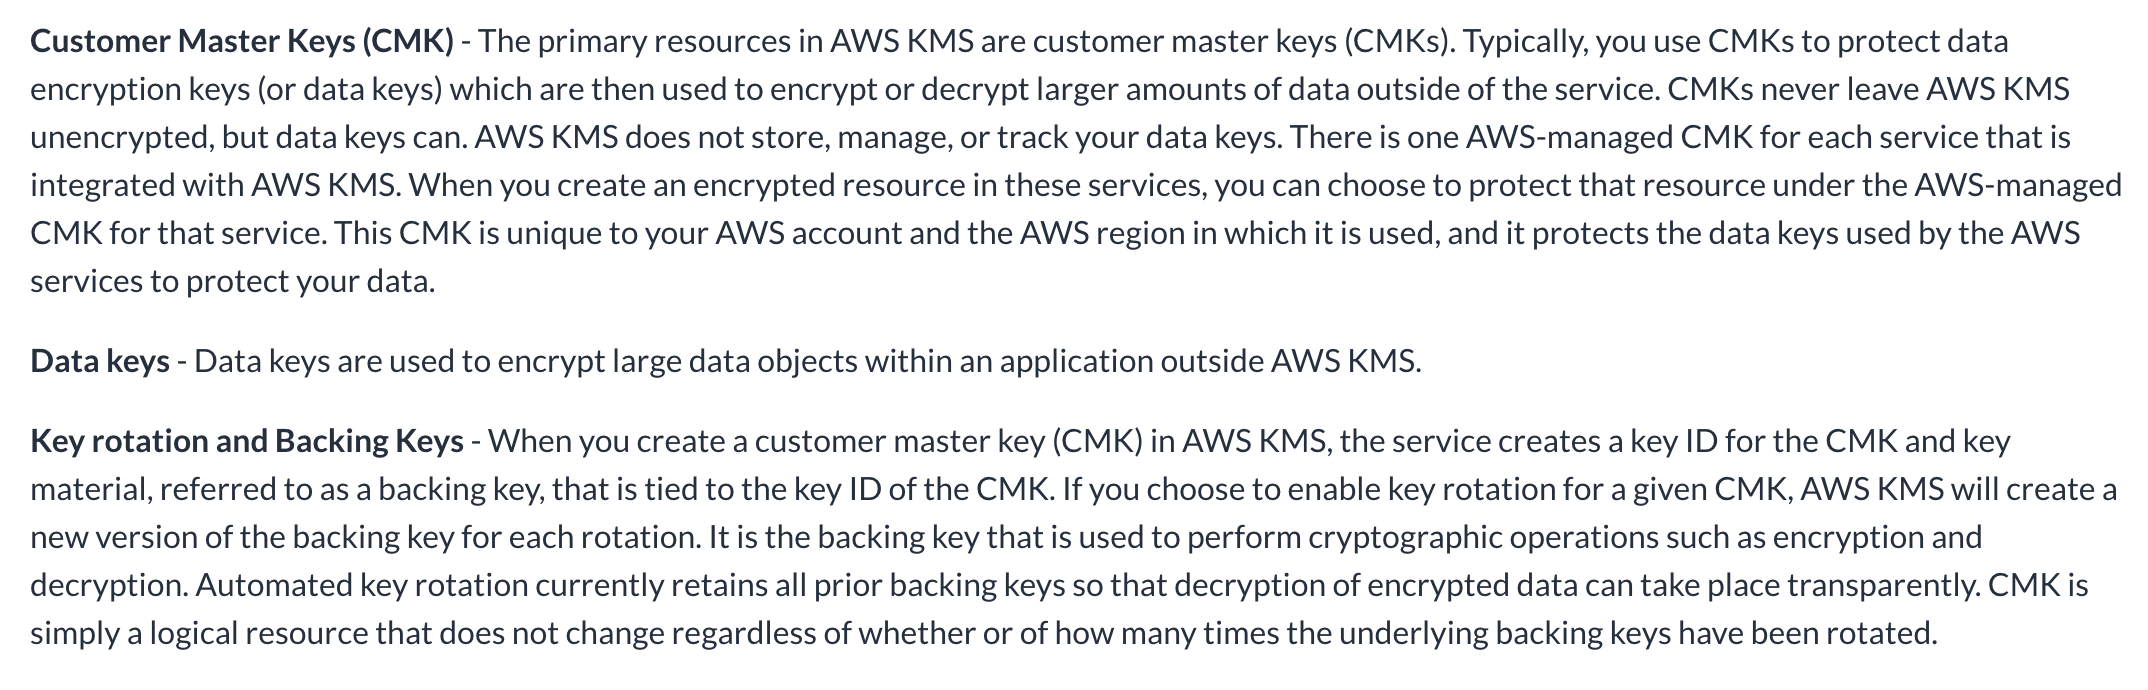 Customer Master Keys (CMK) - The primary resources in AWS KMS are customer master keys (CMKs). Typically, you use CMKs to protect data
encryption keys (or data keys) which are then used to encrypt or decrypt larger amounts of data outside of the service. CMKs never leave AWS KMS
unencrypted, but data keys can. AWS KMS does not store, manage, or track your data keys. There is one AWS-managed CMK for each service that is
integrated with AWS KMS. When you create an encrypted resource in these services, you can choose to protect that resource under the AWS-managed
CMK for that service. This CMK is unique to your AWS account and the AWS region in which it is used, and it protects the data keys used by the AWS
services to protect your data.
Data keys - Data keys are used to encrypt large data objects within an application outside AWS KMS.
Key rotation and Backing Keys - When you create a customer master key (CMK) in AWS KMS, the service creates a key ID for the CMK and key
material, referred to as a backing key, that is tied to the key ID of the CMK. If you choose to enable key rotation for a given CMK, AWS KMS will create a
new version of the backing key for each rotation. It is the backing key that is used to perform cryptographic operations such as encryption and
decryption. Automated key rotation currently retains all prior backing keys so that decryption of encrypted data can take place transparently. CMK is
simply a logical resource that does not change regardless of whether or of how many times the underlying backing keys have been rotated.